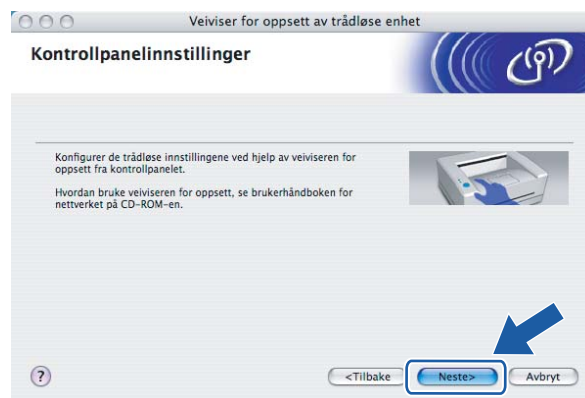 Veiviser for oppsett av trådløse enhet
Kontrollpanelinnstillinger
Konfigurer de trådløse innstillingene ved hjelp av veiviseren for
oppsett fra kontrollpanelet.
Hvordan bruke veiviseren for oppsett, se brukerhåndboken for
nettverket på CD-ROM-en.
?
<Tilbake
Neste>
Avbryt